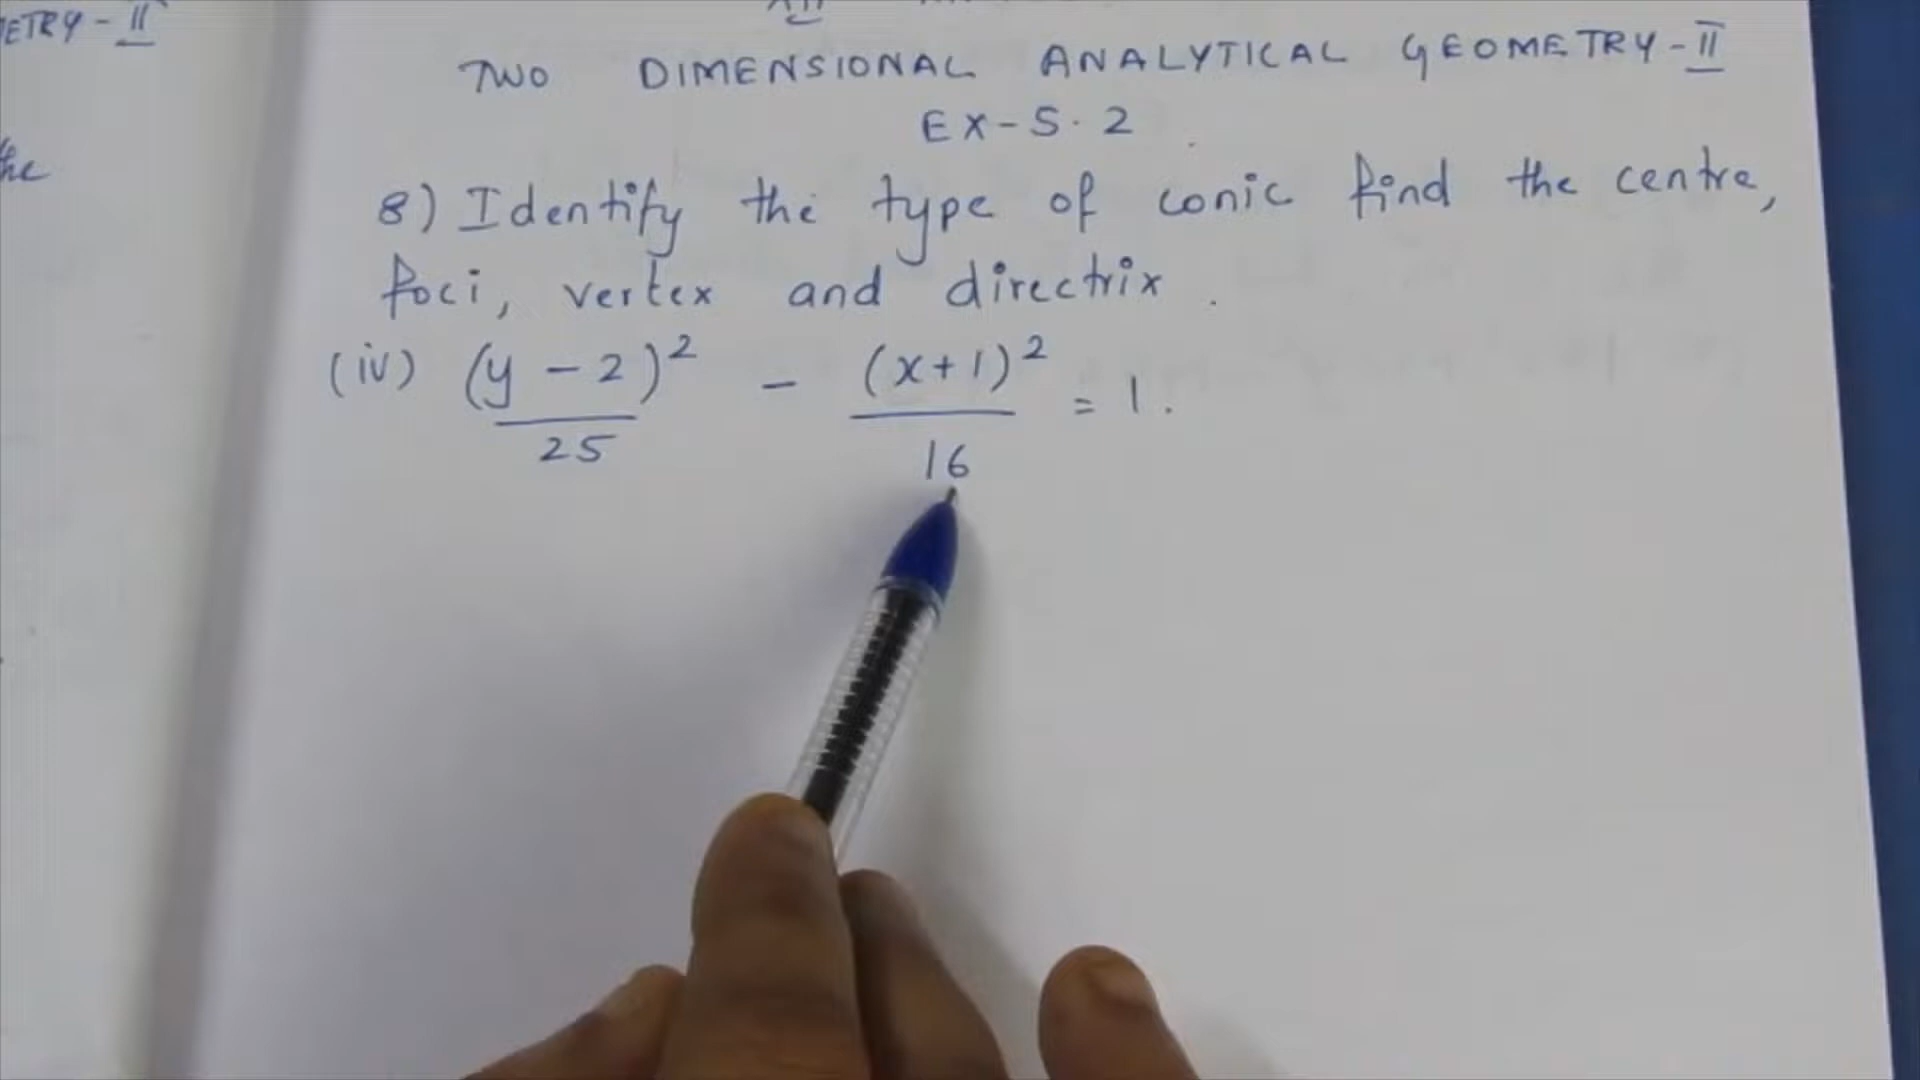 ETRY - II
he
TWO DIMENSIONAL ANALYTICAL GEOMETRY - II
EX - 5.2
8) Identify the type of conic find the centre,
foci, vertex and directrix.
(iv) (y - 2)²/25 - (x+1)²/16 = 1.